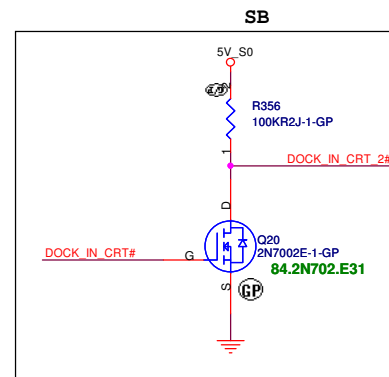 SB
5V_S0
2
R356
100KR2J-1-GP
1
DOCK_IN_CRT_2#
D
Q20
2N7002E-1-GP
DOCK_IN_CRT#
G
84.2N702.E31
S
GP